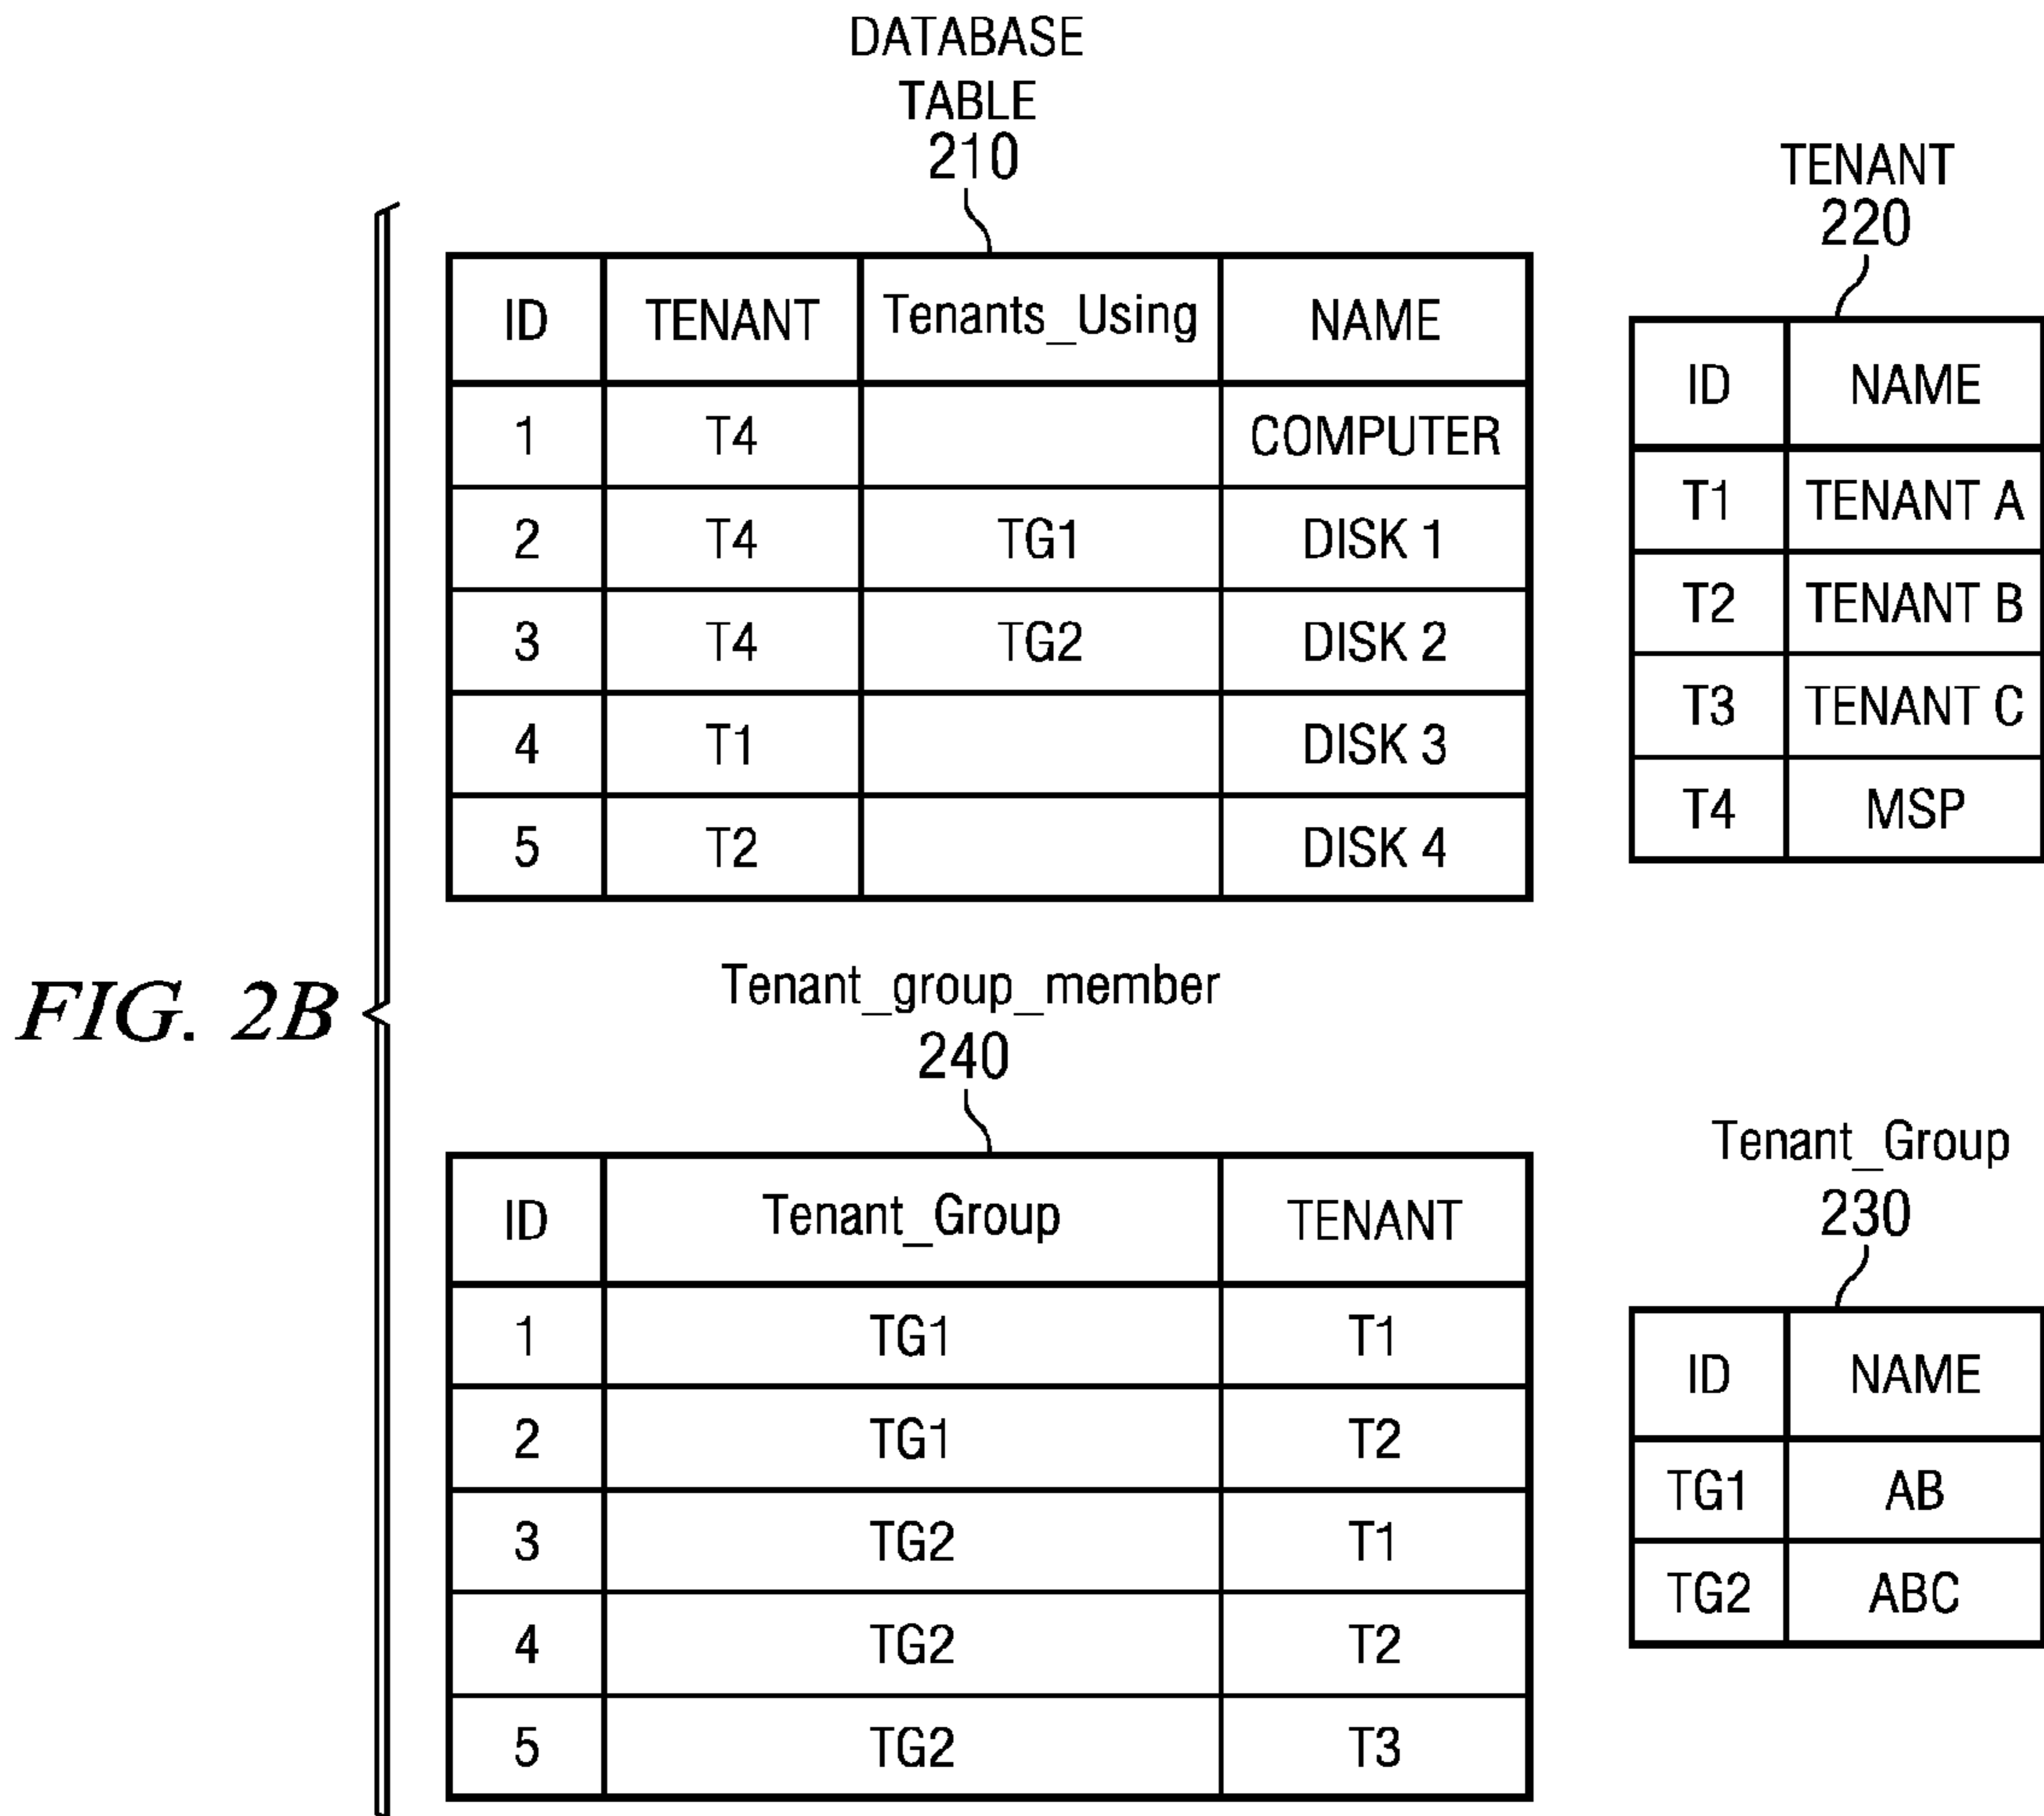 DATABASE
TABLE
210
ID TENANT Tenants_Using NAME
1 T4 COMPUTER
2 T4 TG1 DISK 1
3 T4 TG2 DISK 2
4 T1 DISK 3
5 T2 DISK 4
TENANT
220
ID NAME
T1 TENANT A
T2 TENANT B
T3 TENANT C
T4 MSP
FIG. 2B
Tenant_group_member
240
ID Tenant_Group TENANT
1 TG1 T1
2 TG1 T2
3 TG2 T1
4 TG2 T2
5 TG2 T3
Tenant_Group
230
ID NAME
TG1 AB
TG2 ABC